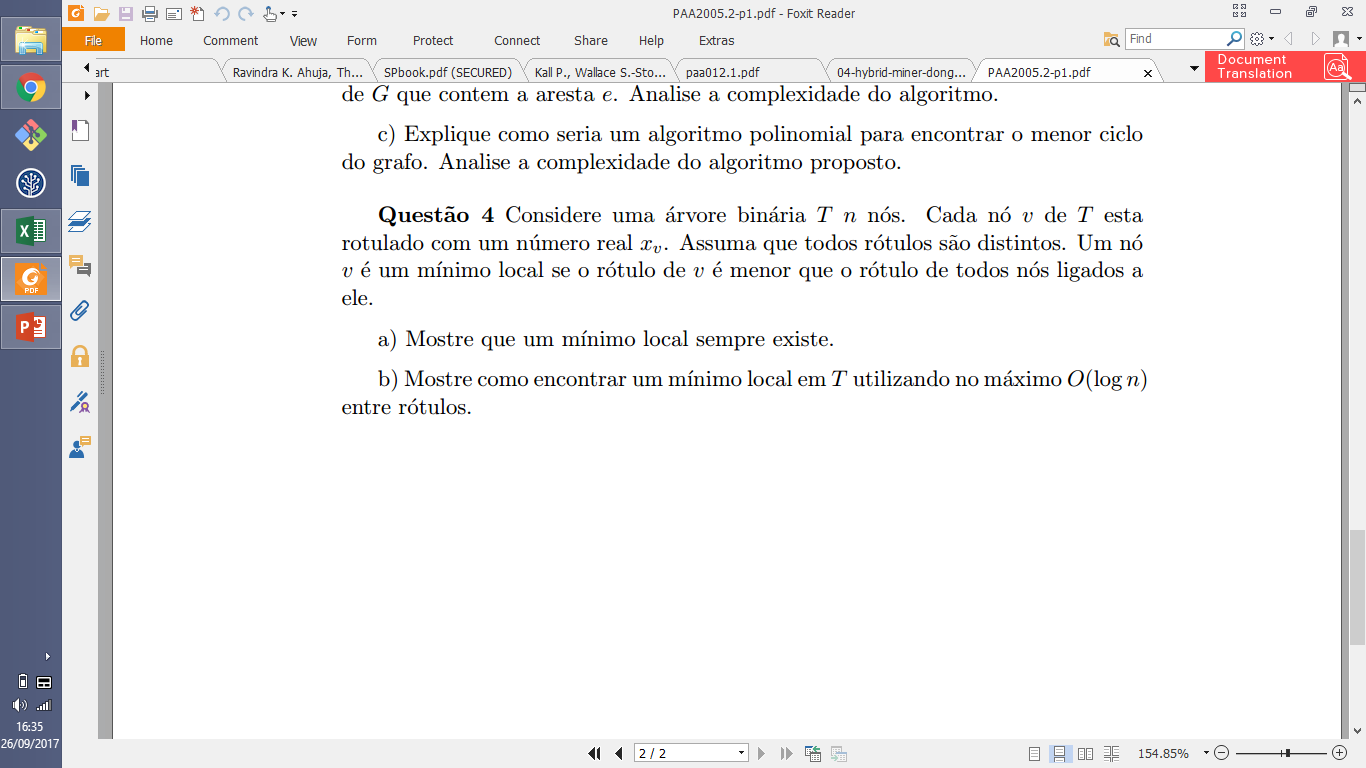 PAA2005.2-p1.pdf - Foxit Reader
File Home Comment View Form Protect Connect Share Help Extras
Find
Document
Translation
art
Ravindra K. Ahuja, Th...
SPbook.pdf (SECURED)
Kall P., Wallace S.-Sto...
paa012.1.pdf
04-hybrid-miner-dong...
PAA2005.2-p1.pdf
de G que contem a aresta e. Analise a complexidade do algoritmo.
c) Explique como seria um algoritmo polinomial para encontrar o menor ciclo
do grafo. Analise a complexidade do algoritmo proposto.
Questão 4 Considere uma árvore binária T n nós. Cada nó v de T esta
rotulado com um número real x_v. Assuma que todos rótulos são distintos. Um nó
v é um mínimo local se o rótulo de v é menor que o rótulo de todos nós ligados a
ele.
a) Mostre que um mínimo local sempre existe.
b) Mostre como encontrar um mínimo local em T utilizando no máximo O(log n)
entre rótulos.
PDF
16:35
26/09/2017
2 / 2
154.85%